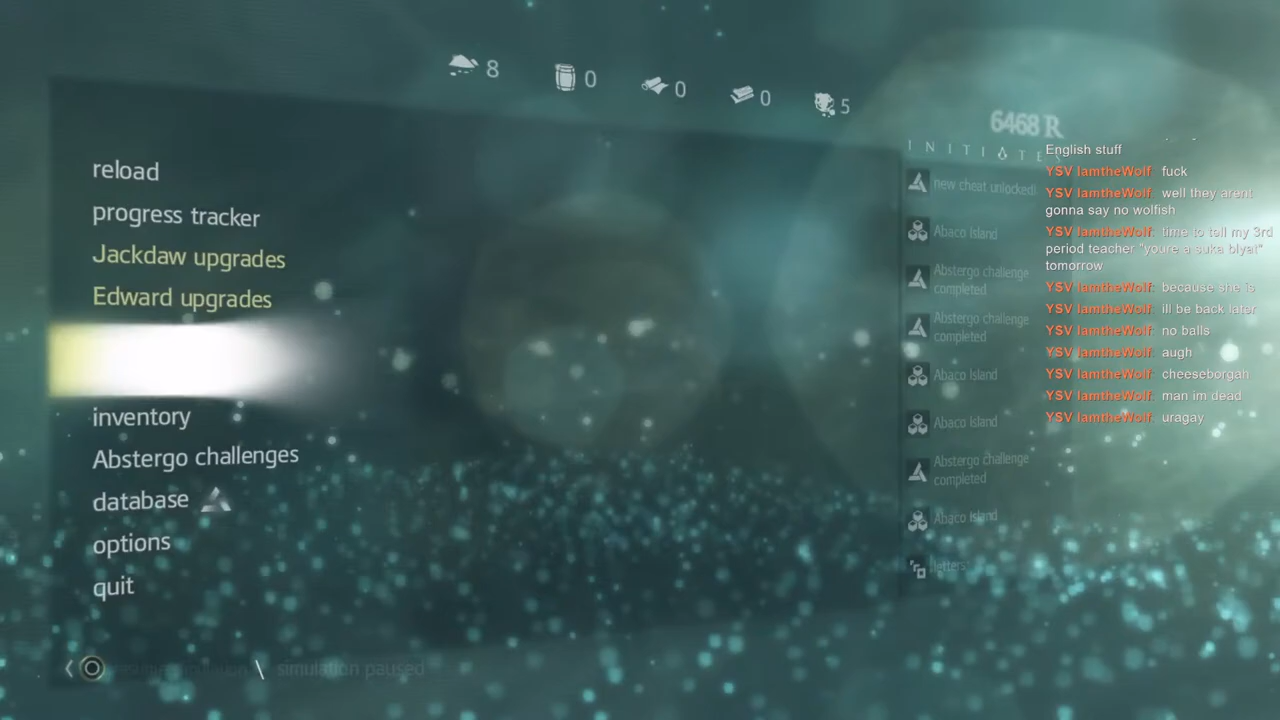 8
0
0
0
5
6468 R
INITIATES
reload
progress tracker
Jackdaw upgrades
Edward upgrades
inventory
Abstergo challenges
database
options
quit
simulation paused
new cheat unlocked!
Abaco Island
Abstergo challenge
completed
Abstergo challenge
completed
Abaco Island
Abaco Island
Abstergo challenge
completed
Abaco Island
letters
English stuff
YSV IamtheWolf: fuck
YSV IamtheWolf: well they arent
gonna say no wolfish
YSV IamtheWolf: time to tell my 3rd
period teacher "youre a suka blyat"
tomorrow
YSV IamtheWolf: because she is
YSV IamtheWolf: ill be back later
YSV IamtheWolf: no balls
YSV IamtheWolf: augh
YSV IamtheWolf: cheeseborgah
YSV IamtheWolf: man im dead
YSV IamtheWolf: uragay